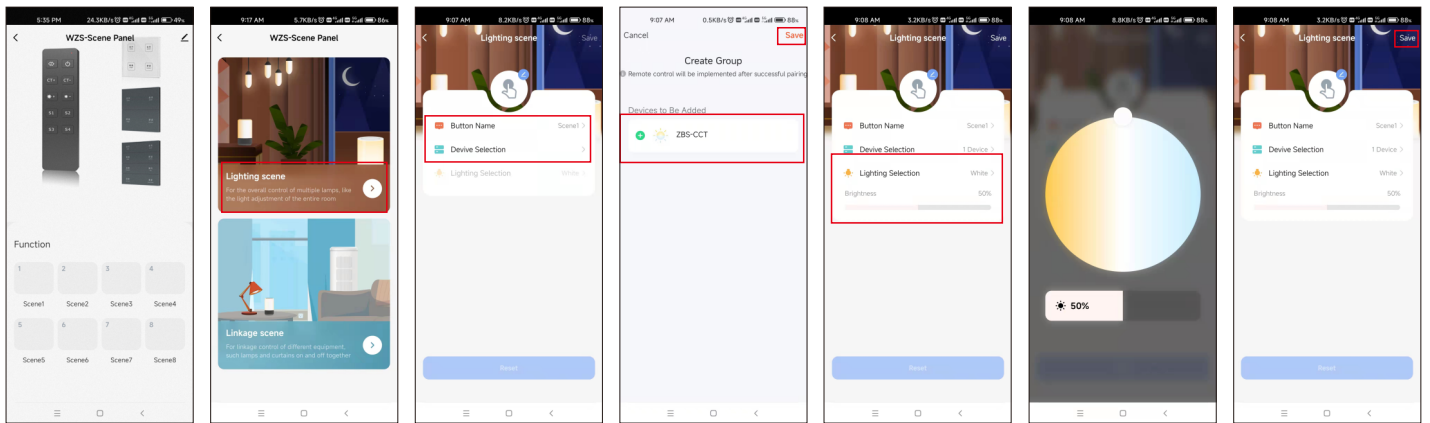 5:35 PM 24.3KB/s 49%
WZS-Scene Panel
CT+ CT-
S1 S2
S3 S4
Function
1 2 3 4
Scene1 Scene2 Scene3 Scene4
5 6 7 8
Scene5 Scene6 Scene7 Scene8
9:17 AM 5.7KB/s 86%
WZS-Scene Panel
Lighting scene
For the overall control of multiple lamps, like
the light adjustment of the entire room
Linkage scene
For linkage control of different equipment,
such lamps and curtains on and off together
9:07 AM 8.2KB/s 88%
Lighting scene Save
Button Name Scene1 >
Devive Selection >
Lighting Selection White >
Reset
9:07 AM 0.5KB/s 88%
Cancel Save
Create Group
Remote control will be implemented after successful pairing
Devices to Be Added
ZBS-CCT
9:08 AM 3.2KB/s 88%
Lighting scene Save
Button Name Scene1 >
Devive Selection 1 Device >
Lighting Selection White >
Brightness 50%
Reset
9:08 AM 8.8KB/s 88%
50%
9:08 AM 3.2KB/s 88%
Lighting scene Save
Button Name Scene1 >
Devive Selection 1 Device >
Lighting Selection White >
Brightness 50%
Reset